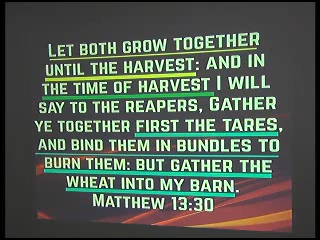 Let both grow together
until the harvest: and in
the time of harvest I will
say to the reapers, Gather
ye together first the tares,
and bind them in bundles to
burn them: but gather the
wheat into my barn.
Matthew 13:30